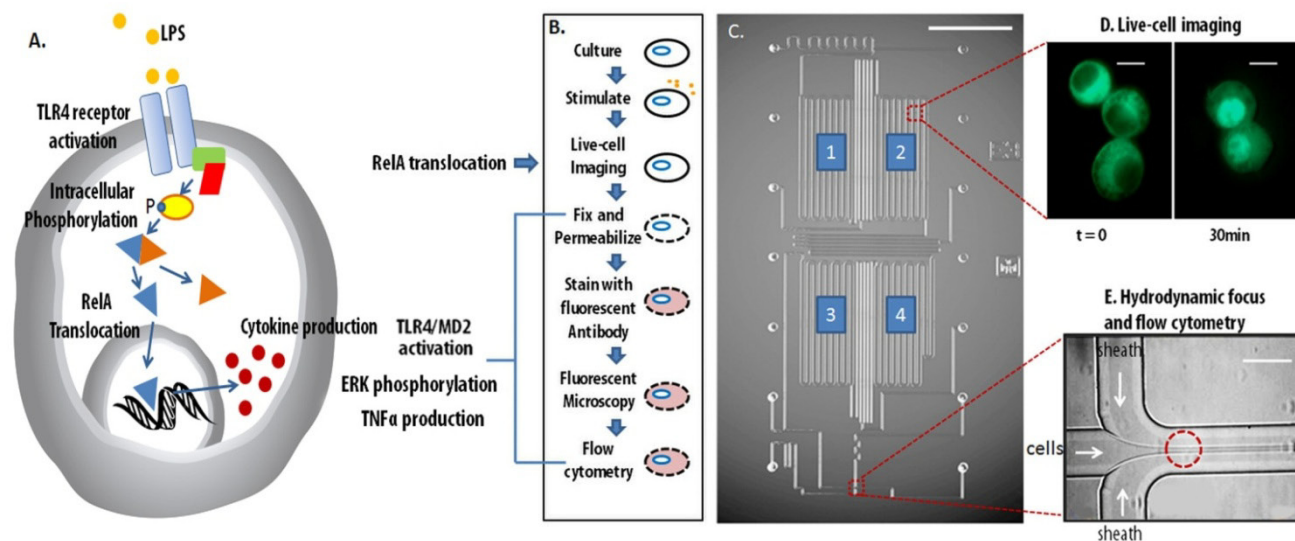 A.
LPS
TLR4 receptor
activation
Intracellular
Phosphorylation
P
RelA
Translocation
Cytokine production
RelA translocation
TLR4/MD2
activation
ERK phosphorylation
TNFα production
B.
Culture
Stimulate
Live-cell
Imaging
Fix and
Permeabilize
Stain with
fluorescent
Antibody
Fluorescent
Microscopy
Flow
cytometry
C.
1
2
3
4
D. Live-cell imaging
t = 0
30min
E. Hydrodynamic focus
and flow cytometry
sheath
cells
sheath